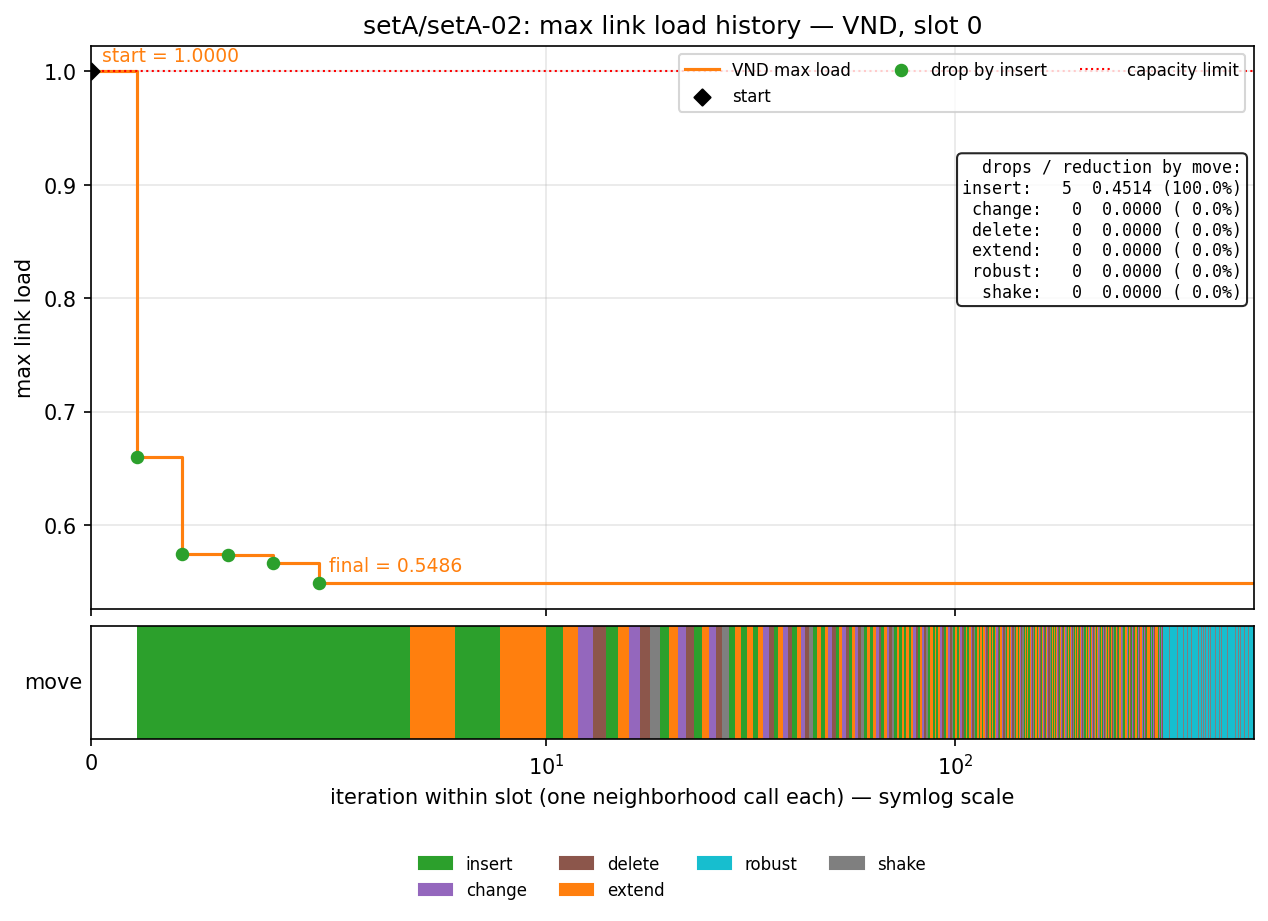 setA/setA-02: max link load history — VND, slot 0
start = 1.0000
VND max load
drop by insert
capacity limit
start
drops / reduction by move:
insert: 5 0.4514 (100.0%)
change: 0 0.0000 ( 0.0%)
delete: 0 0.0000 ( 0.0%)
extend: 0 0.0000 ( 0.0%)
robust: 0 0.0000 ( 0.0%)
shake: 0 0.0000 ( 0.0%)
1.0
0.9
0.8
0.7
0.6
max link load
final = 0.5486
move
0
10¹
10²
iteration within slot (one neighborhood call each) — symlog scale
insert
delete
robust
shake
change
extend